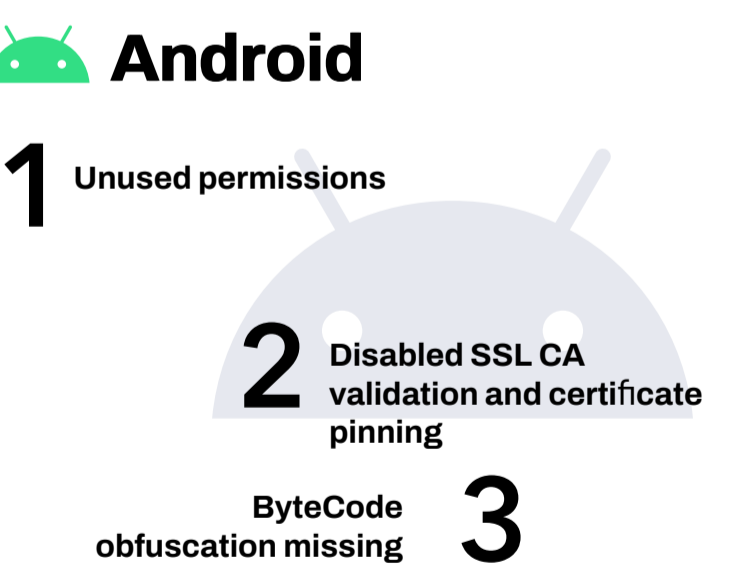 Android
1
Unused permissions
2
Disabled SSL CA
validation and certificate
pinning
ByteCode
obfuscation missing
3